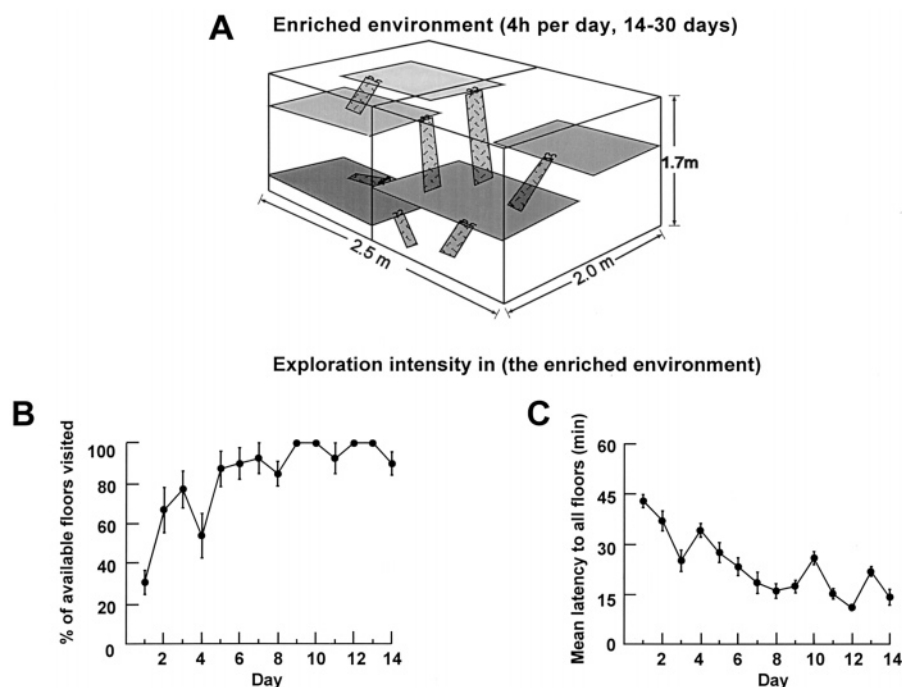 A
Enriched environment (4h per day, 14-30 days)
1.7m
2.5 m
2.0 m
Exploration intensity in (the enriched environment)
B
% of available floors visited
100
80
60
40
20
0
2 4 6 8 10 12 14
Day
C
Mean latency to all floors (min)
60
45
30
15
0
2 4 6 8 10 12 14
Day